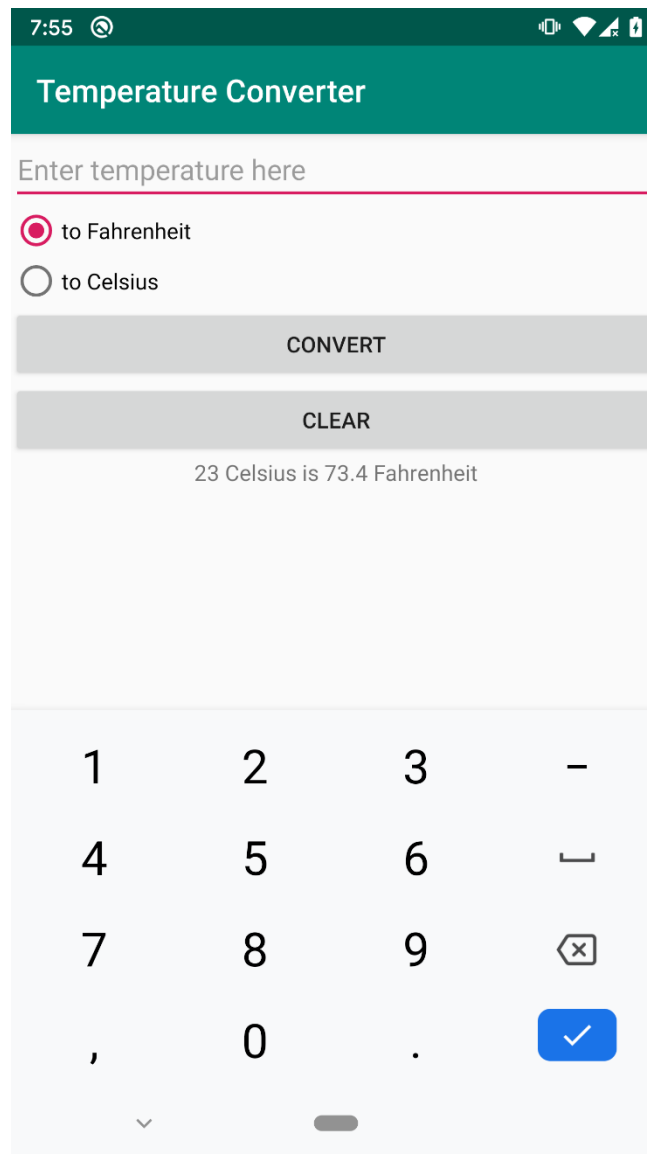 7:55
Temperature Converter
Enter temperature here
to Fahrenheit
to Celsius
CONVERT
CLEAR
23 Celsius is 73.4 Fahrenheit
1 2 3 –
4 5 6
7 8 9
, 0 .